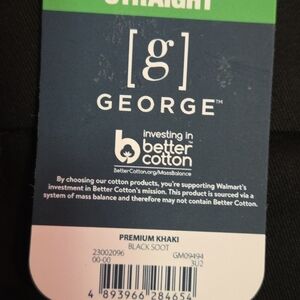 STRAIGHT
[g]
GEORGE™
investing in
better
cotton
BetterCotton.org/MassBalance
By choosing our cotton products, you're supporting Walmart's
investment in Better Cotton's mission. This product is sourced via a
system of mass balance and therefore may not contain Better Cotton.
PREMIUM KHAKI
BLACK SOOT
23002096 GM09494
00-00 3U2
4 893966 284654